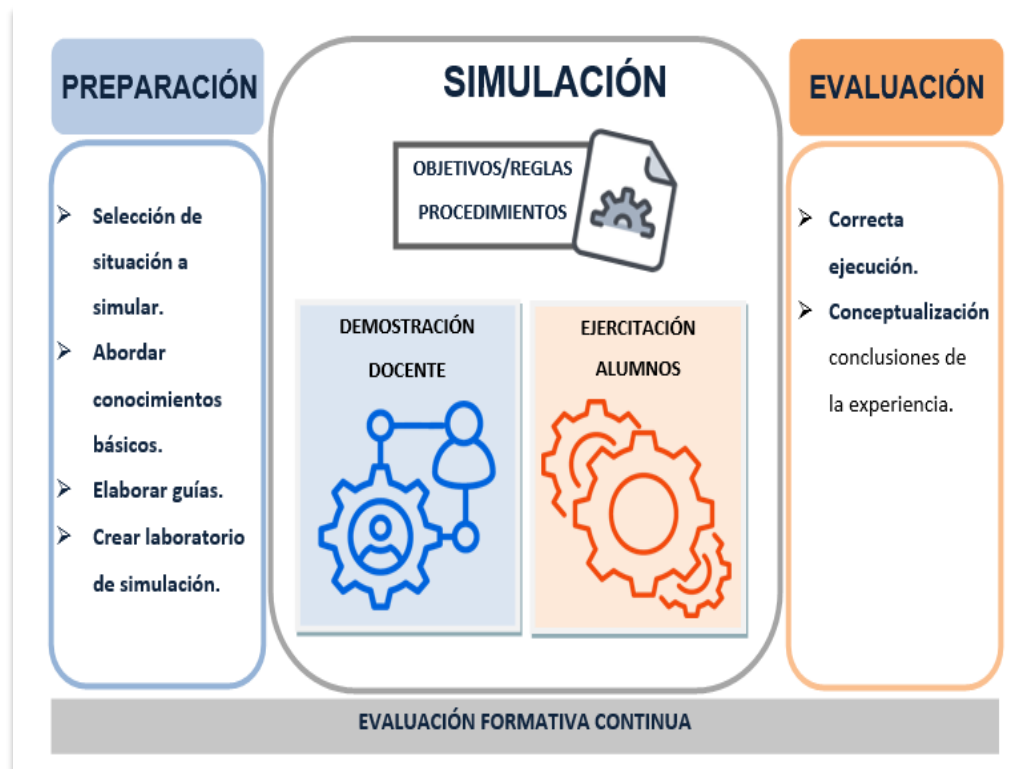 PREPARACIÓN
Selección de
situación a
simular.
Abordar
conocimientos
básicos.
Elaborar guías.
Crear laboratorio
de simulación.
SIMULACIÓN
OBJETIVOS/REGLAS
PROCEDIMIENTOS
DEMOSTRACIÓN
DOCENTE
EJERCITACIÓN
ALUMNOS
EVALUACIÓN
Correcta
ejecución.
Conceptualización
conclusiones de
la experiencia.
EVALUACIÓN FORMATIVA CONTINUA